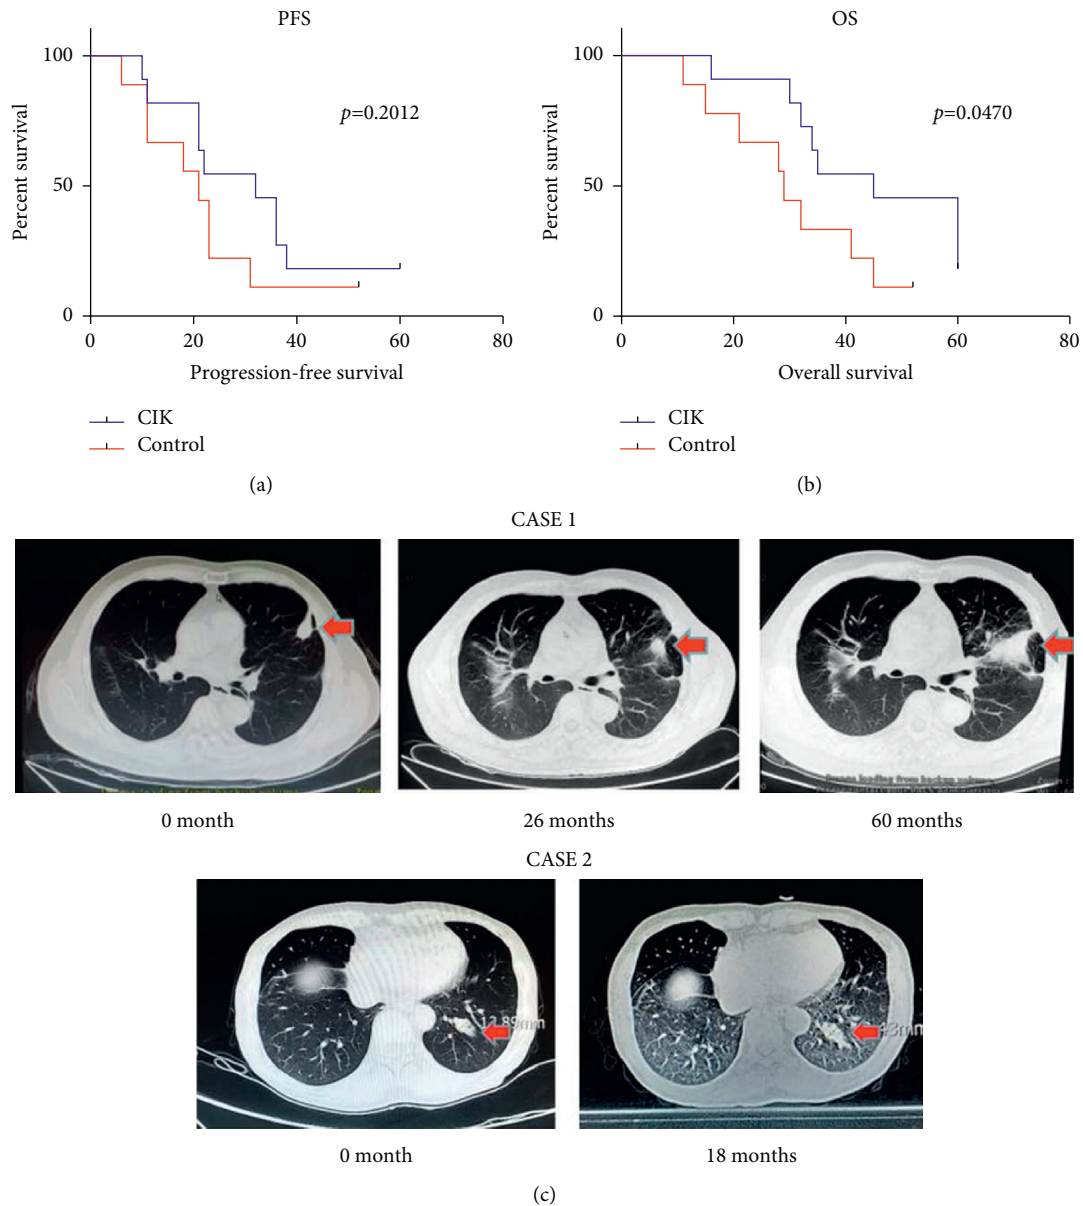 PFS
100
50
0
Percent survival
p=0.2012
0 20 40 60 80
Progression-free survival
CIK
Control
(a)
OS
100
50
0
Percent survival
p=0.0470
0 20 40 60 80
Overall survival
CIK
Control
(b)
CASE 1
0 month
26 months
60 months
CASE 2
0 month
18 months
(c)